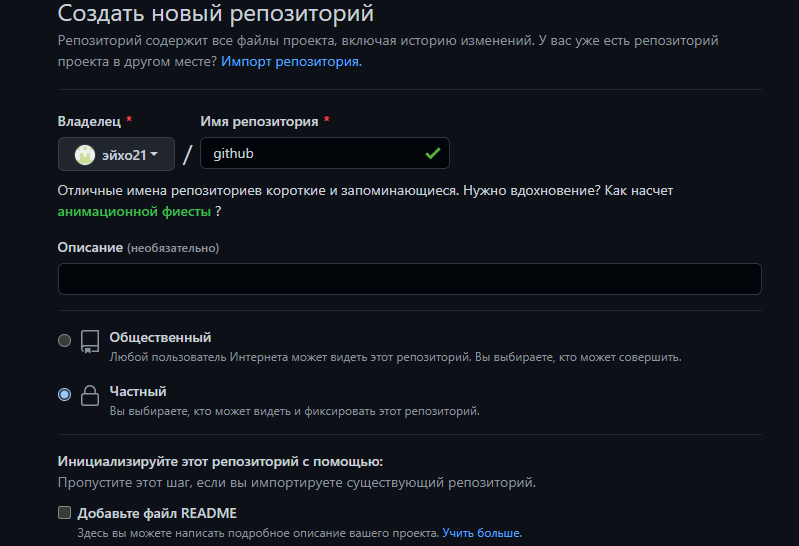 Создать новый репозиторий
Репозиторий содержит все файлы проекта, включая историю изменений. У вас уже есть репозиторий
проекта в другом месте? Импорт репозитория.
Владелец * Имя репозитория *
эйхо21 / github
Отличные имена репозиториев короткие и запоминающиеся. Нужно вдохновение? Как насчет
анимационной фиесты ?
Описание (необязательно)
Общественный
Любой пользователь Интернета может видеть этот репозиторий. Вы выбираете, кто может совершить.
Частный
Вы выбираете, кто может видеть и фиксировать этот репозиторий.
Инициализируйте этот репозиторий с помощью:
Пропустите этот шаг, если вы импортируете существующий репозиторий.
Добавьте файл README
Здесь вы можете написать подробное описание вашего проекта. Учить больше.